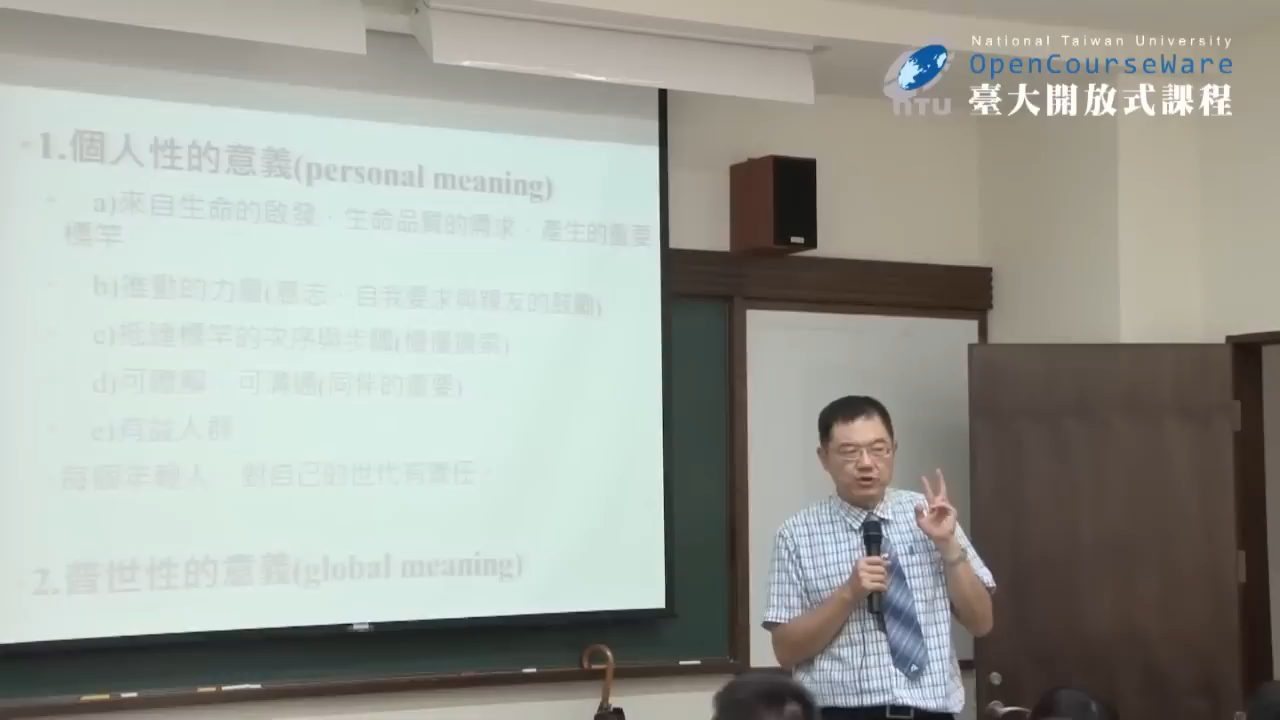 National Taiwan University
OpenCourseWare
NTU 臺大開放式課程
1.個人性的意義(personal meaning)
a)來自生命的啟發、生命品質的需求、產生的重要
標竿
b)推動的力量(意志、自我要求與親友的鼓勵)
c)抵達標竿的次序與步驟(慢慢摸索)
d)可理解、可溝通(同伴的重要)
e)有益人群
每個年輕人、對自己的世代有責任。
2.普世性的意義(global meaning)